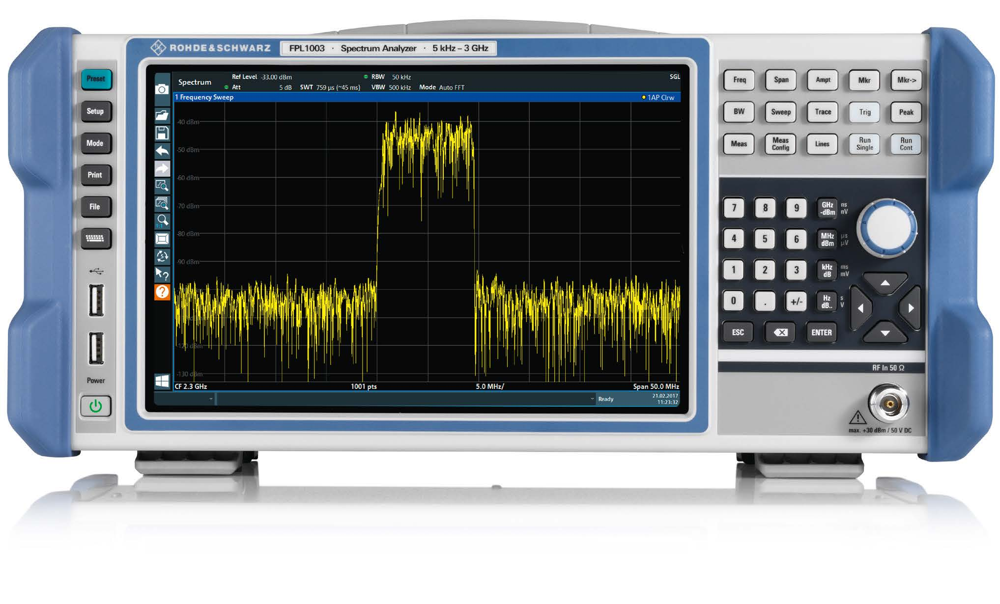 ROHDE & SCHWARZ FPL1003 · Spectrum Analyzer · 5 kHz – 3 GHz
Preset
Setup
Mode
Print
File
Power
Spectrum
Ref Level -33.00 dBm RBW 50 kHz SGL
Att 5 dB SWT 759 µs (~45 ms) VBW 500 kHz Mode Auto FFT
1 Frequency Sweep 1AP Clrw
-40 dBm
-50 dBm
-60 dBm
-70 dBm
-80 dBm
-90 dBm
-120 dBm
-130 dBm
1:1
CF 2.3 GHz 1001 pts 5.0 MHz/ Span 50.0 MHz
Ready 21.02.2017
11:23:32
Freq Span Ampt Mkr Mkr->
BW Sweep Trace Trig Peak
Meas Meas Config Lines Run Single Run Cont
7 8 9 GHz -dBm ns nV
4 5 6 MHz dBm µs µV
1 2 3 kHz dB ms mV
0 . +/- Hz dB.. s V
ESC ENTER
RF In 50 Ω
max. +30 dBm / 50 V DC